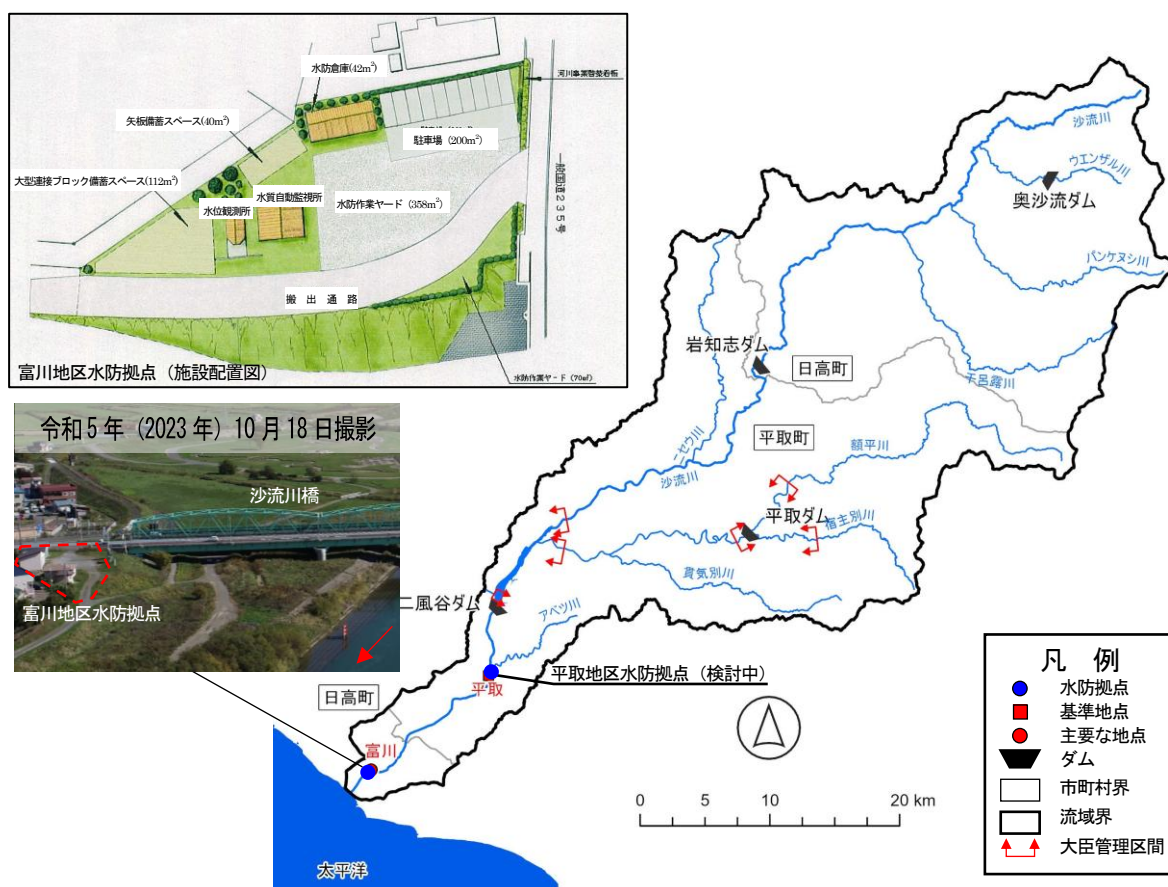 水防倉庫(42m²)
河川事業啓発看板
矢板備蓄スペース(40m²)
駐車場 (200m²)
大型連接ブロック備蓄スペース(112m²)
水質自動監視所
水位観測所
水防作業ヤード (358m²)
一般国道235号
搬出通路
水防作業ヤード (70㎡)
富川地区水防拠点 (施設配置図)
令和5年 (2023年) 10月18日撮影
沙流川橋
富川地区水防拠点
沙流川
ウエンザル川
奥沙流ダム
パンケヌシ川
岩知志ダム
日高町
千呂露川
平取町
額平川
ニセウ川
沙流川
平取ダム
宿主別川
貫気別川
二風谷ダム
アベツ川
平取地区水防拠点 (検討中)
平取
日高町
富川
0 5 10 20 km
太平洋
凡例
水防拠点
基準地点
主要な地点
ダム
市町村界
流域界
大臣管理区間